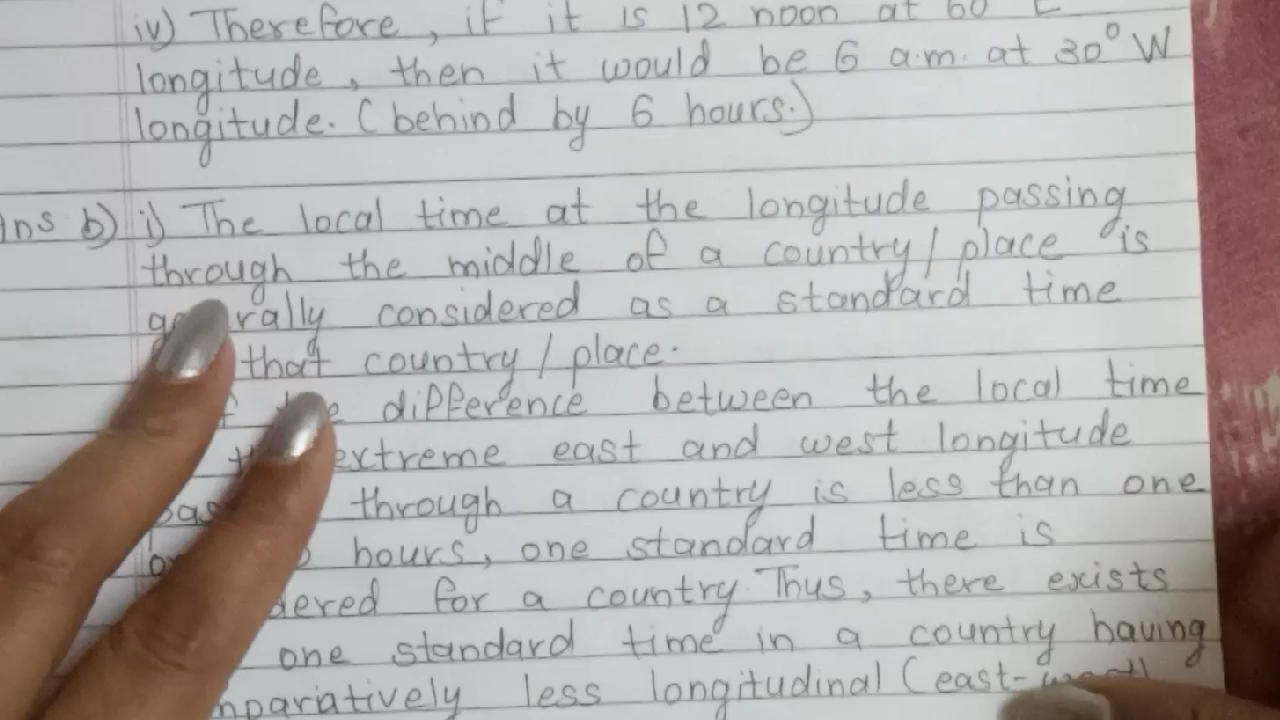 iv) Therefore, if it is 12 noon at 60° E
longitude, then it would be 6 a.m. at 30° W
longitude. (behind by 6 hours.)
Ans b) i) The local time at the longitude passing
through the middle of a country/place is
considered as a standard time
that country/place.
difference between the local time
extreme east and west longitude
through a country is less than one
hours, one standard time is
for a country. Thus, there exists
one standard time in a country having
less longitudinal (east-